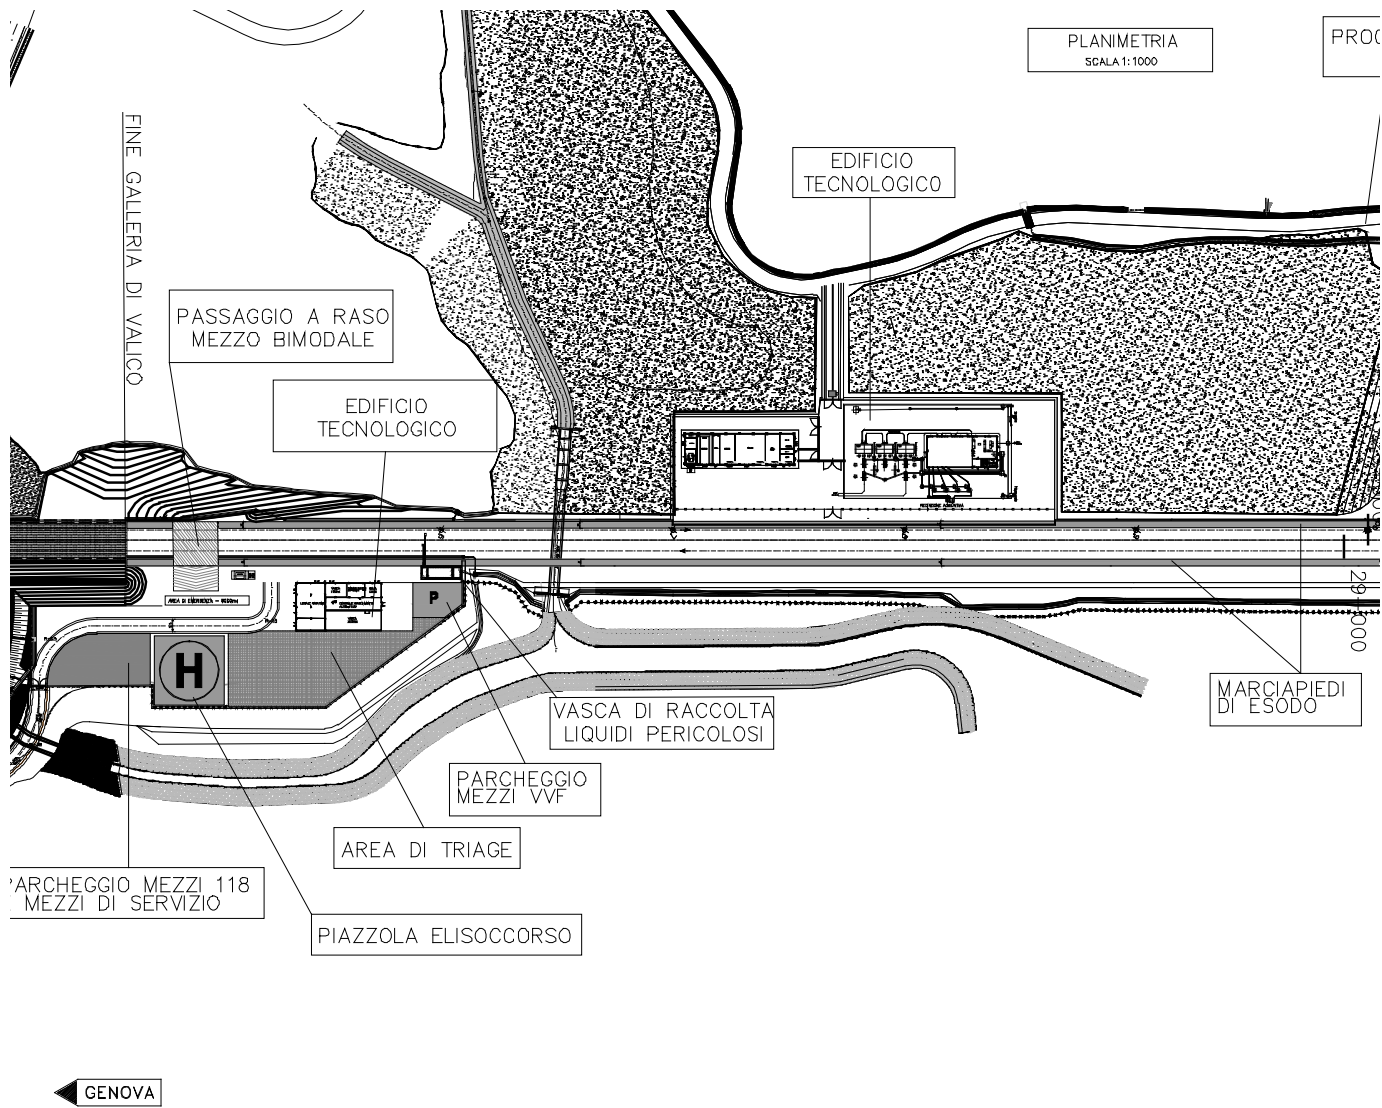 PLANIMETRIA
SCALA 1:1000
PROC
EDIFICIO
TECNOLOGICO
FINE GALLERIA DI VALICO
PASSAGGIO A RASO
MEZZO BIMODALE
EDIFICIO
TECNOLOGICO
P
H
MARCIAPIEDI
DI ESODO
VASCA DI RACCOLTA
LIQUIDI PERICOLOSI
PARCHEGGIO
MEZZI VVF
AREA DI TRIAGE
PARCHEGGIO MEZZI 118
MEZZI DI SERVIZIO
PIAZZOLA ELISOCCORSO
GENOVA